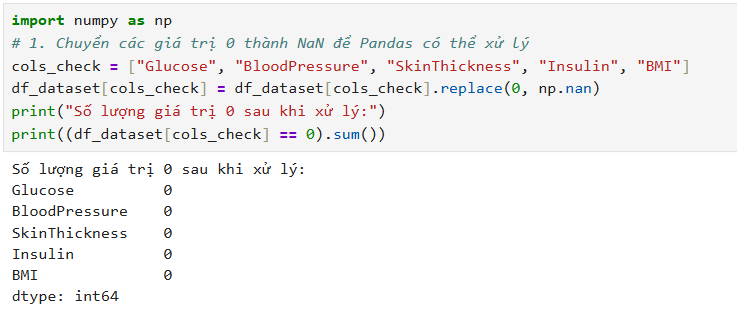 import numpy as np
# 1. Chuyển các giá trị 0 thành NaN để Pandas có thể xử lý
cols_check = ["Glucose", "BloodPressure", "SkinThickness", "Insulin", "BMI"]
df_dataset[cols_check] = df_dataset[cols_check].replace(0, np.nan)
print("Số lượng giá trị 0 sau khi xử lý:")
print((df_dataset[cols_check] == 0).sum())
Số lượng giá trị 0 sau khi xử lý:
Glucose 0
BloodPressure 0
SkinThickness 0
Insulin 0
BMI 0
dtype: int64